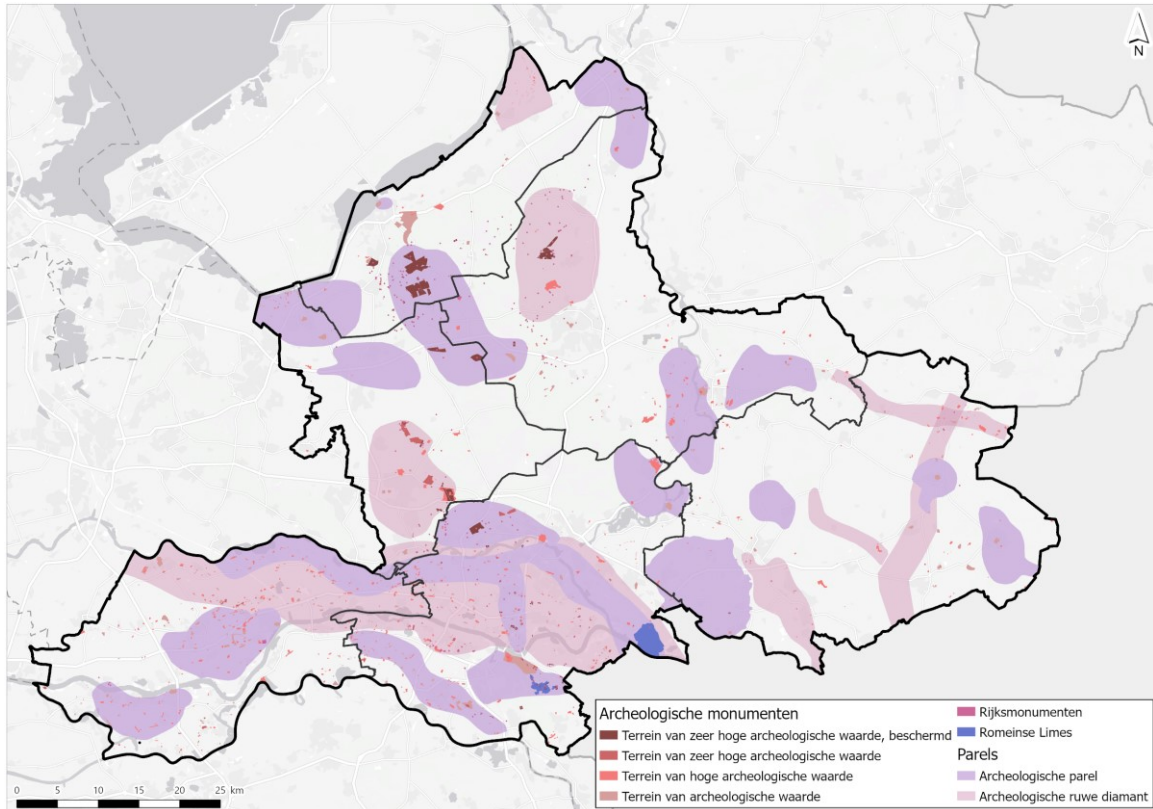 N
Archeologische monumenten
Terrein van zeer hoge archeologische waarde, beschermd
Terrein van zeer hoge archeologische waarde
Terrein van hoge archeologische waarde
Terrein van archeologische waarde
Rijksmonumenten
Romeinse Limes
Parels
Archeologische parel
Archeologische ruwe diamant
0 5 10 15 20 25 km